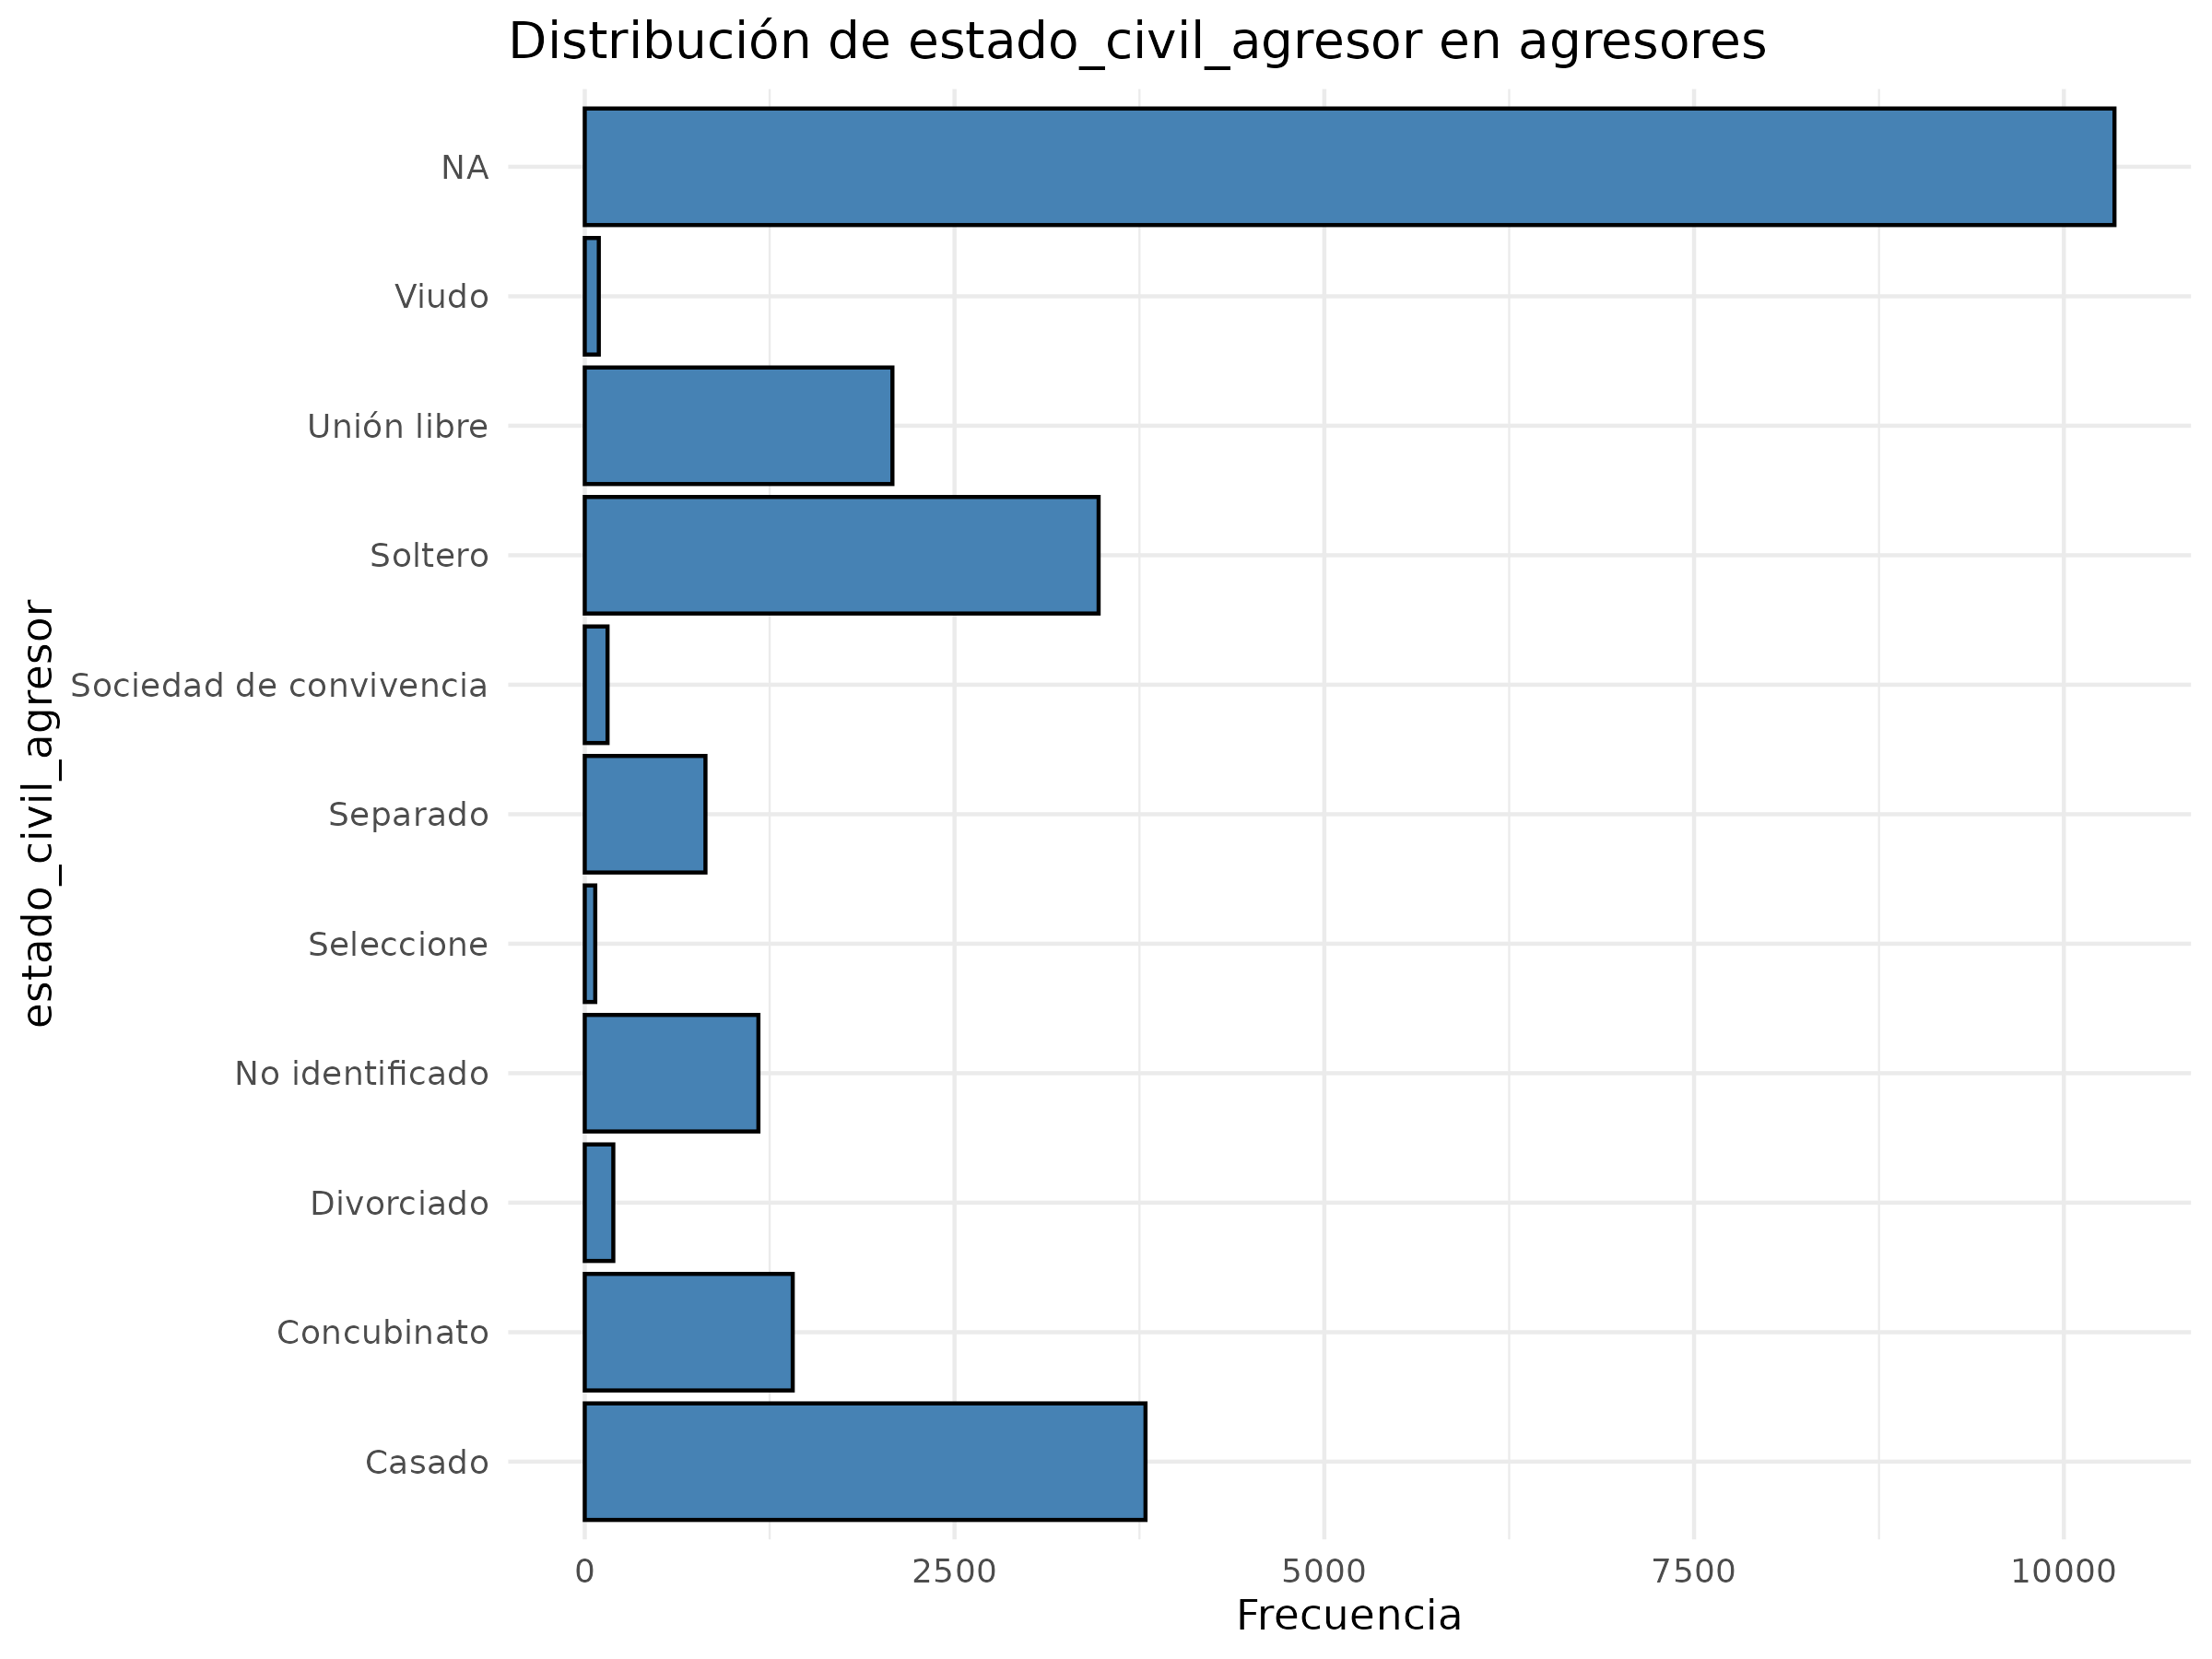 Distribución de estado_civil_agresor en agresores
estado_civil_agresor
NA
Viudo
Unión libre
Soltero
Sociedad de convivencia
Separado
Seleccione
No identificado
Divorciado
Concubinato
Casado
0 2500 5000 7500 10000
Frecuencia